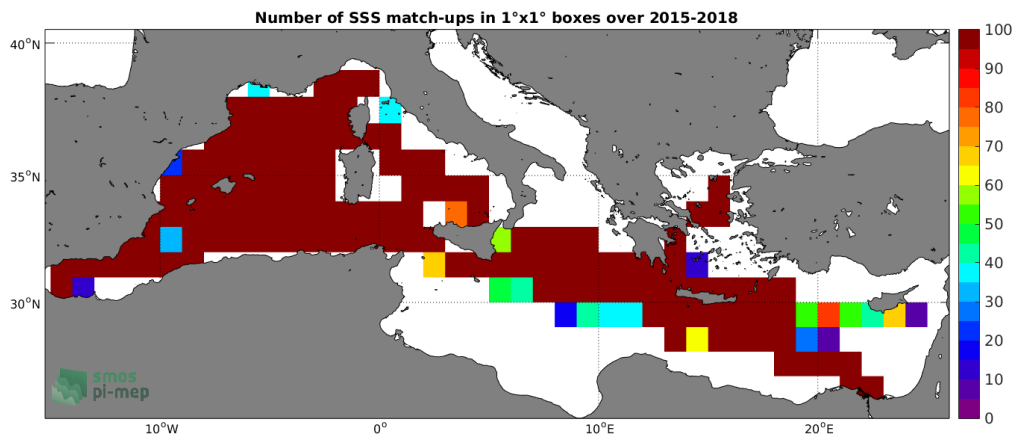 Number of SSS match-ups in 1°x1° boxes over 2015-2018
40°N
35°N
30°N
10°W
0°
10°E
20°E
100
90
80
70
60
50
40
30
20
10
0
smos
pi-mep